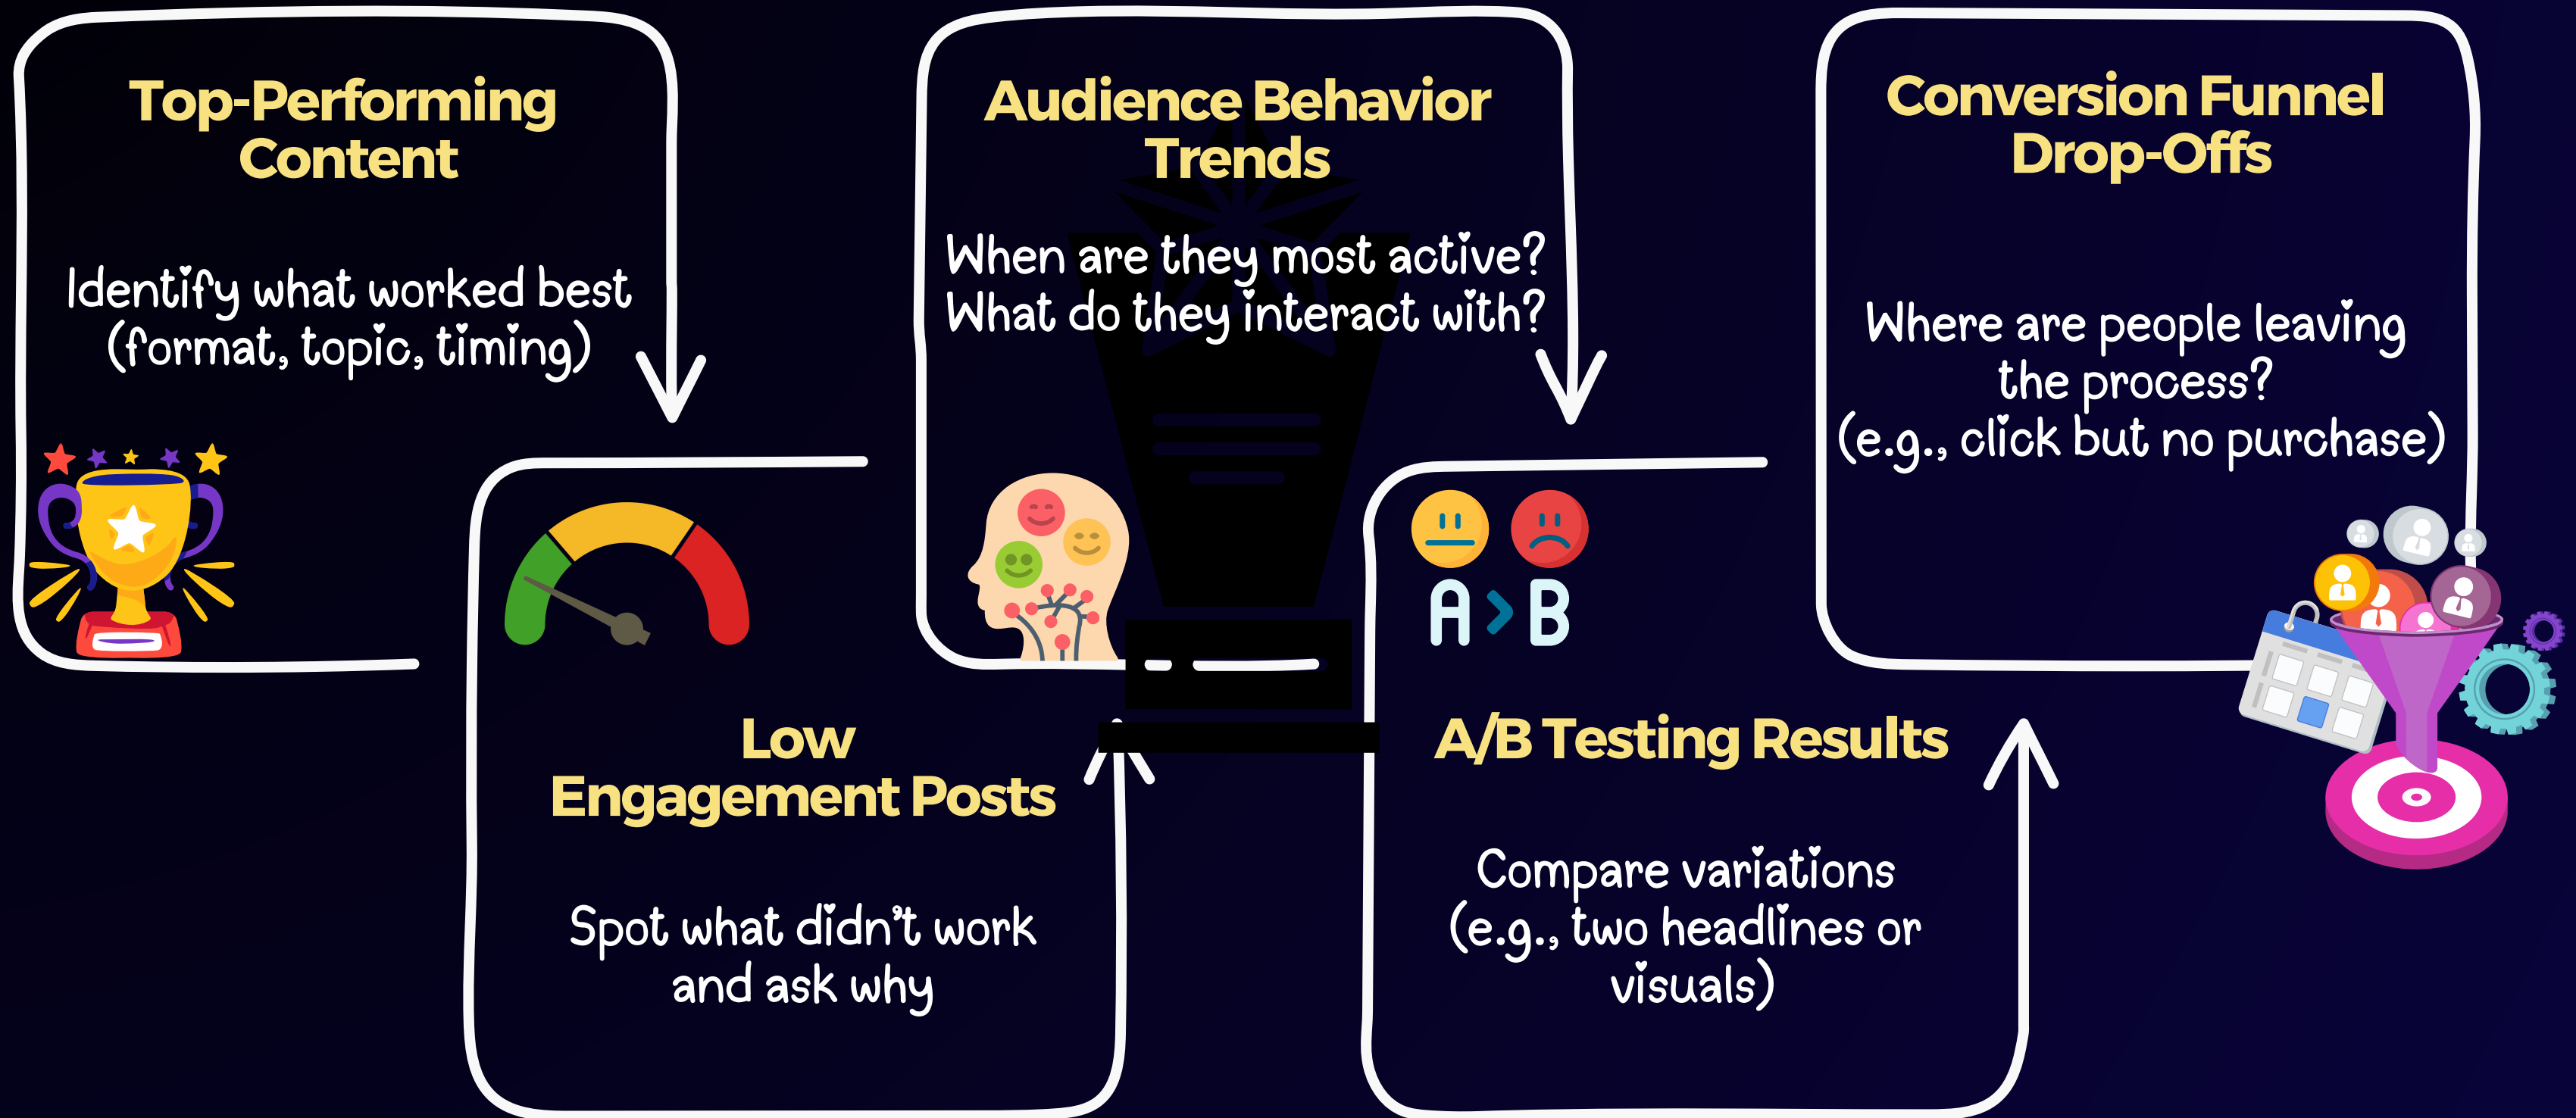 Top-Performing
Content
Identify what worked best
(format, topic, timing)
Low
Engagement Posts
Spot what didn't work
and ask why
Audience Behavior
Trends
When are they most active?
What do they interact with?
A > B
A/B Testing Results
Compare variations
(e.g., two headlines or
visuals)
Conversion Funnel
Drop-Offs
Where are people leaving
the process?
(e.g., click but no purchase)